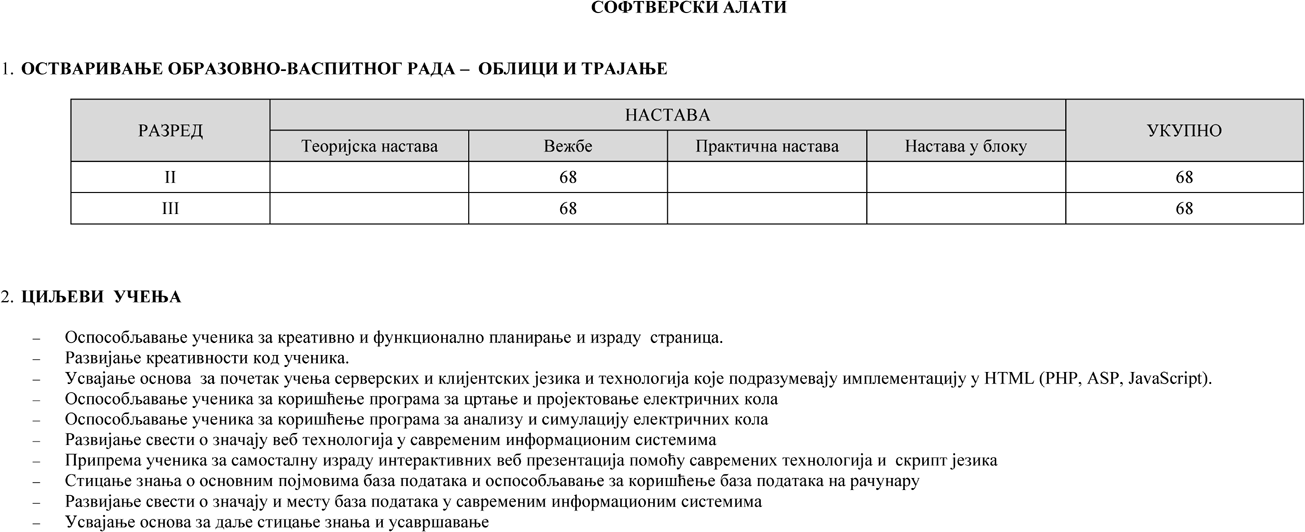 СОФТВЕРСКИ АЛАТИ
1. ОСТВАРИВАЊЕ ОБРАЗОВНО-ВАСПИТНОГ РАДА – ОБЛИЦИ И ТРАЈАЊЕ
РАЗРЕД НАСТАВА УКУПНО
Теоријска настава Вежбе Практична настава Настава у блоку
II 68 68
III 68 68
2. ЦИЉЕВИ УЧЕЊА
– Оспособљавање ученика за креативно и функционално планирање и израду страница.
– Развијање креативности код ученика.
– Усвајање основа за почетак учења серверских и клијентских језика и технологија које подразумевају имплементацију у HTML (PHP, ASP, JavaScript).
– Оспособљавање ученика за коришћење програма за цртање и пројектовање електричних кола
– Оспособљавање ученика за коришћење програма за анализу и симулацију електричних кола
– Развијање свести о значају веб технологија у савременим информационим системима
– Припрема ученика за самосталну израду интерактивних веб презентација помоћу савремених технологија и скрипт језика
– Стицање знања о основним појмовима база података и оспособљавање за коришћење база података на рачунару
– Развијање свести о значају и месту база података у савременим информационим системима
– Усвајање основа за даље стицање знања и усавршавање